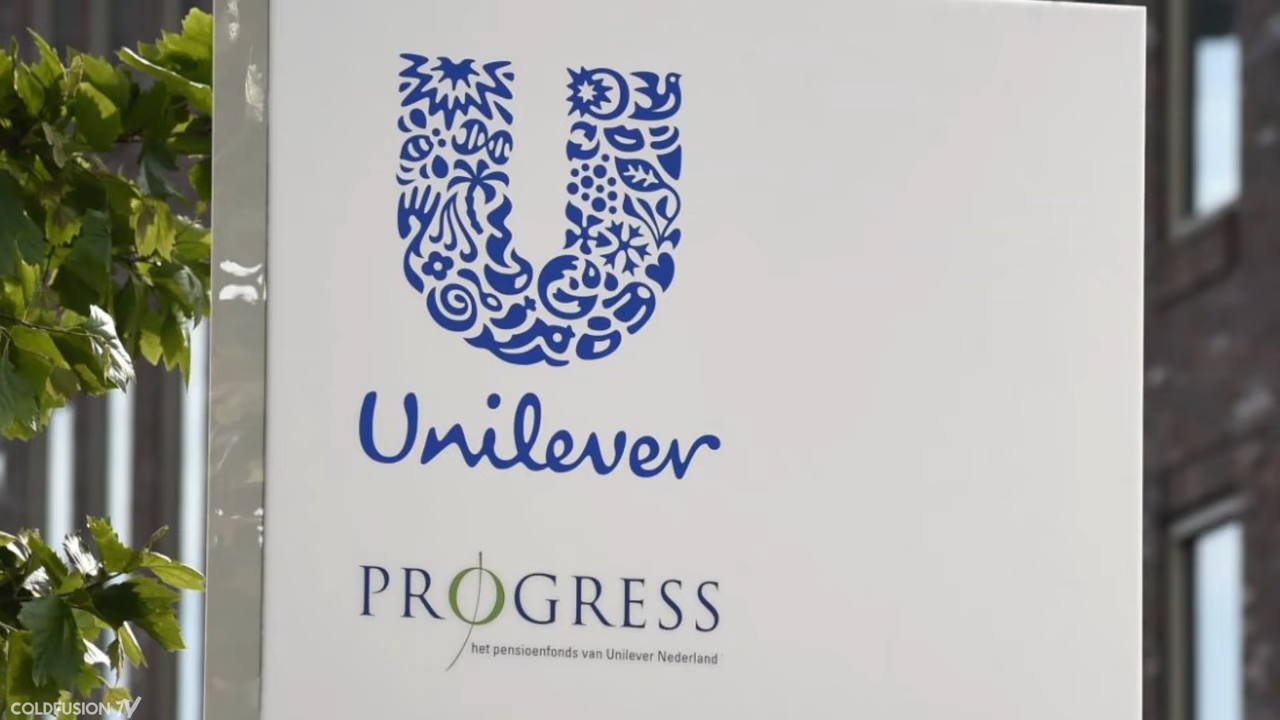 Unilever
PROGRESS
het pensioenfonds van Unilever Nederland
COLDFUSION TV